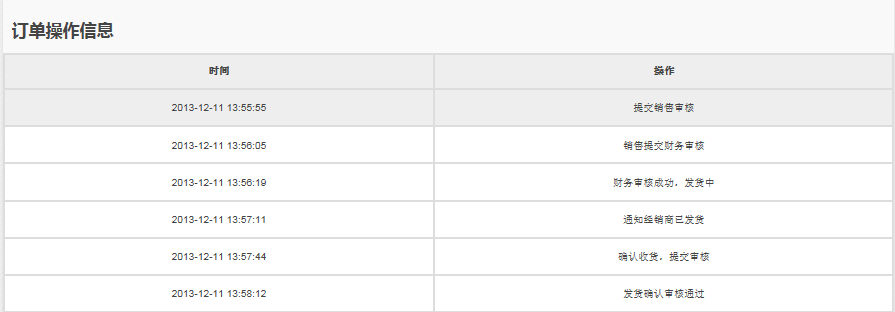 订单操作信息
时间 操作
2013-12-11 13:55:55 提交销售审核
2013-12-11 13:56:05 销售提交财务审核
2013-12-11 13:56:19 财务审核成功，发货中
2013-12-11 13:57:11 通知经销商已发货
2013-12-11 13:57:44 确认收货，提交审核
2013-12-11 13:58:12 发货确认审核通过